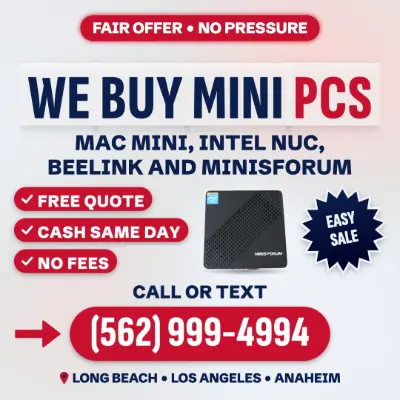 FAIR OFFER • NO PRESSURE
WE BUY MINI PCS
MAC MINI, INTEL NUC,
BEELINK AND MINISFORUM
FREE QUOTE
CASH SAME DAY
NO FEES
MINISFORUM
EASY
SALE
CALL OR TEXT
(562) 999-4994
LONG BEACH • LOS ANGELES • ANAHEIM